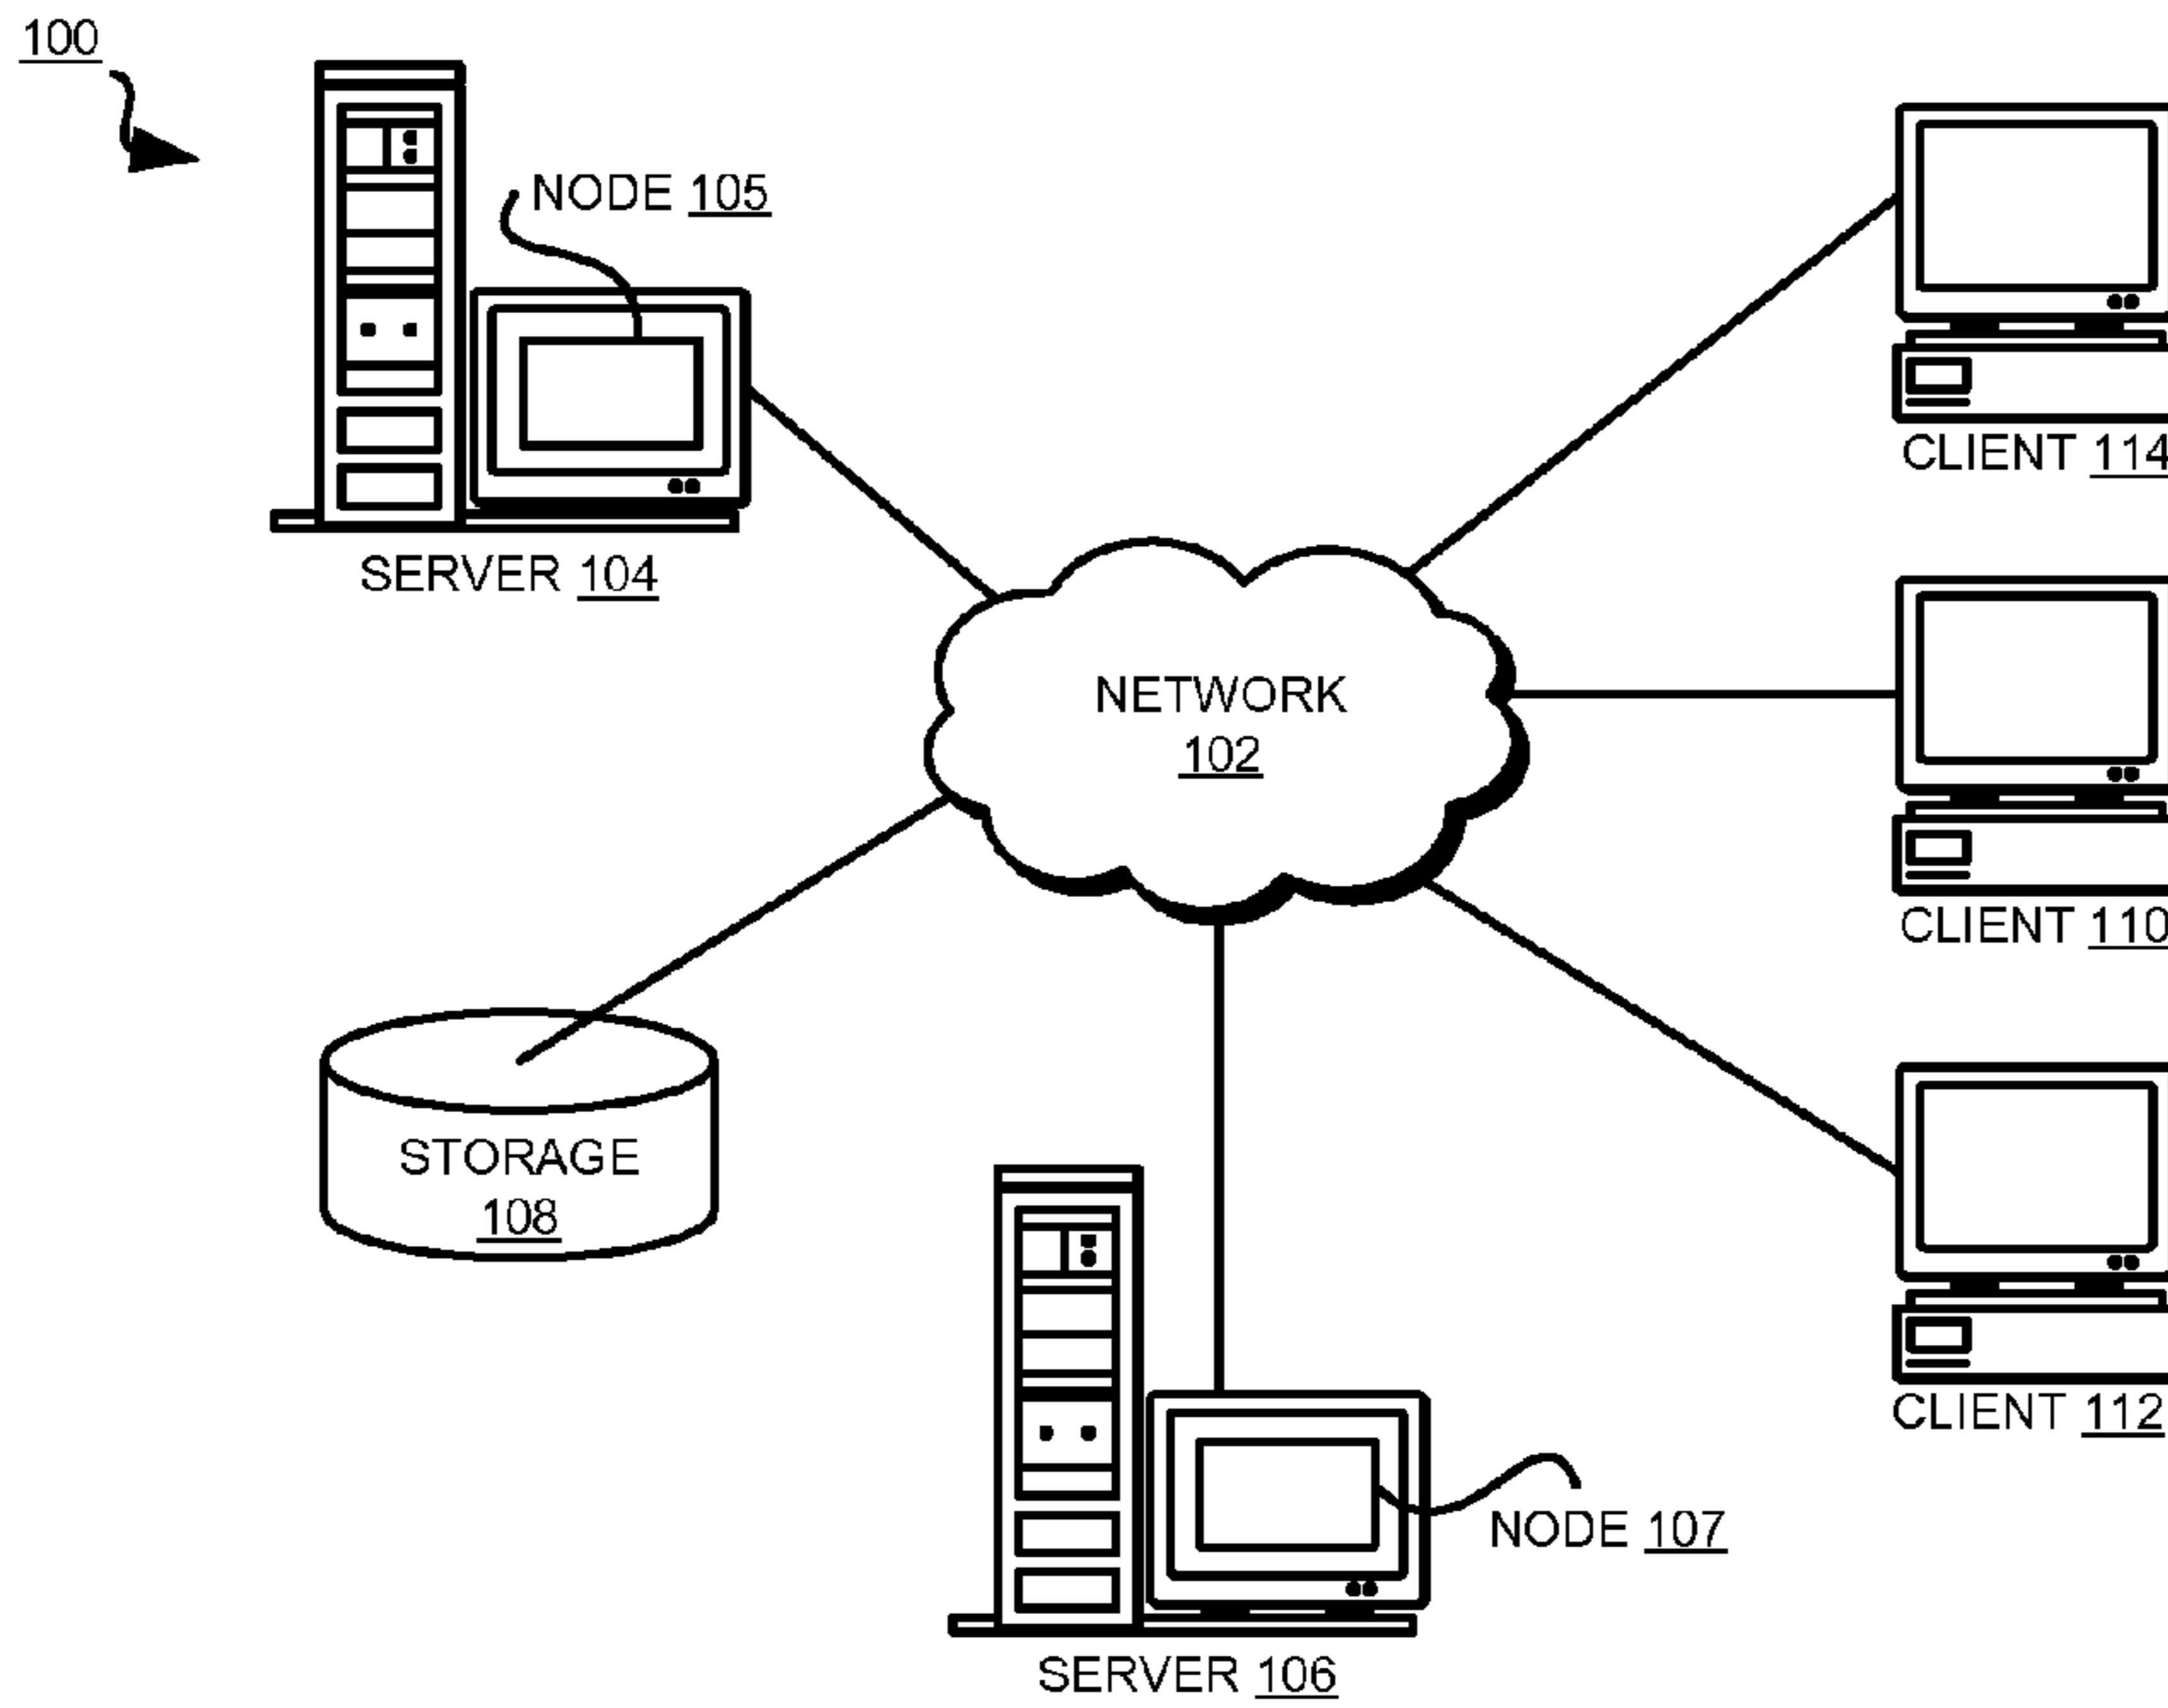 100
NODE 105
SERVER 104
CLIENT 114
NETWORK
102
CLIENT 110
STORAGE
108
CLIENT 112
NODE 107
SERVER 106